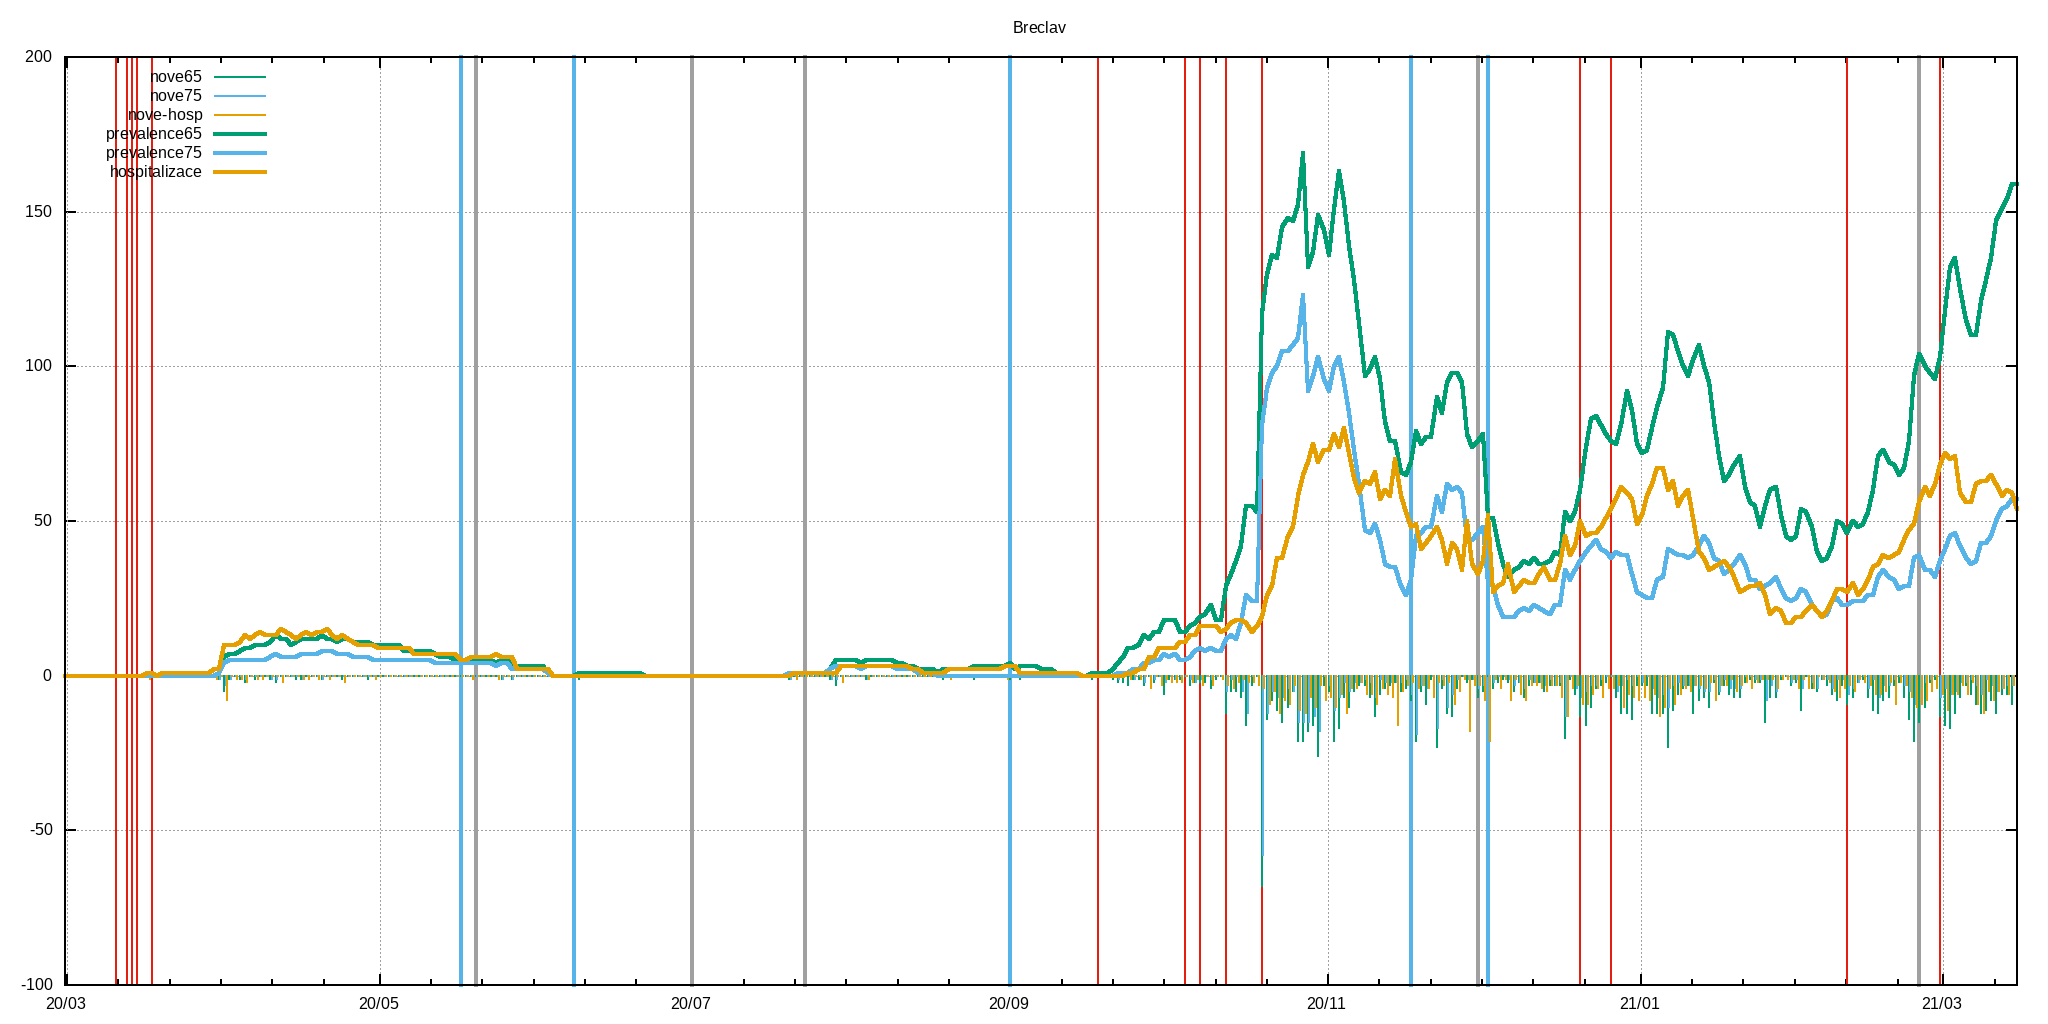 Breclav
200
nove65
nove75
nove-hosp
prevalence65
prevalence75
hospitalizace
150
100
50
0
-50
-100
20/03 20/05 20/07 20/09 20/11 21/01 21/03